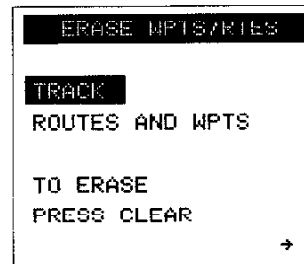 ERASE WPTS/RTES
TRACK
ROUTES AND WPTS
TO ERASE
PRESS CLEAR
→